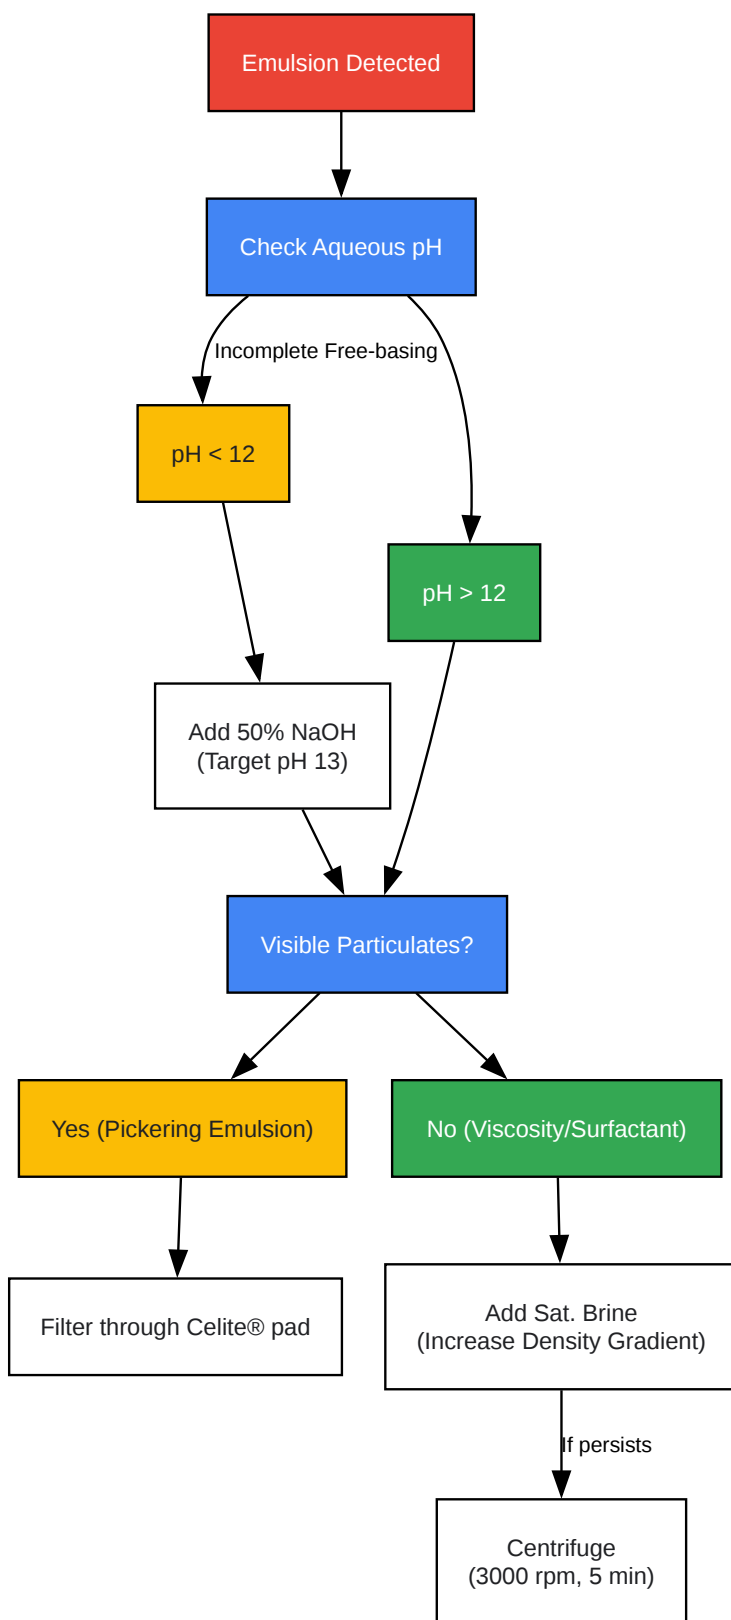 Emulsion Detected
Check Aqueous pH
Incomplete Free-basing
pH < 12
pH > 12
Add 50% NaOH
(Target pH 13)
Visible Particulates?
Yes (Pickering Emulsion)
No (Viscosity/Surfactant)
Filter through Celite® pad
Add Sat. Brine
(Increase Density Gradient)
If persists
Centrifuge
(3000 rpm, 5 min)